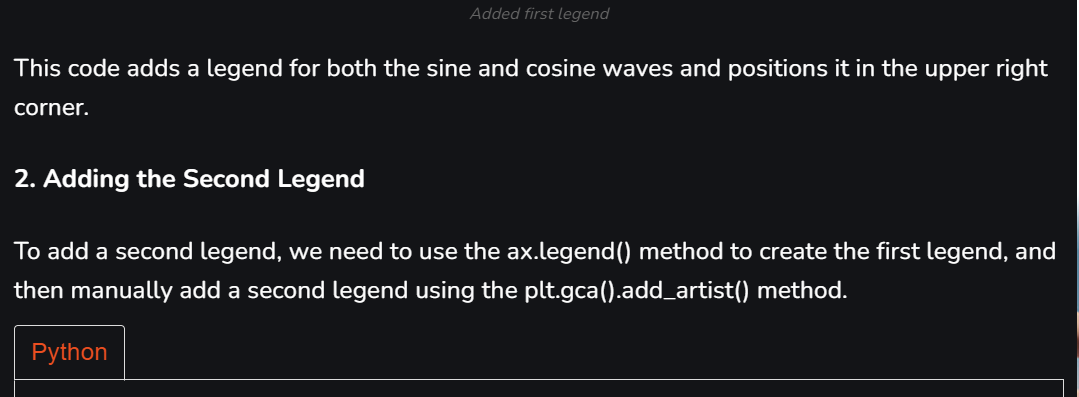 Added first legend
This code adds a legend for both the sine and cosine waves and positions it in the upper right
corner.
2. Adding the Second Legend
To add a second legend, we need to use the ax.legend() method to create the first legend, and
then manually add a second legend using the plt.gca().add_artist() method.
Python